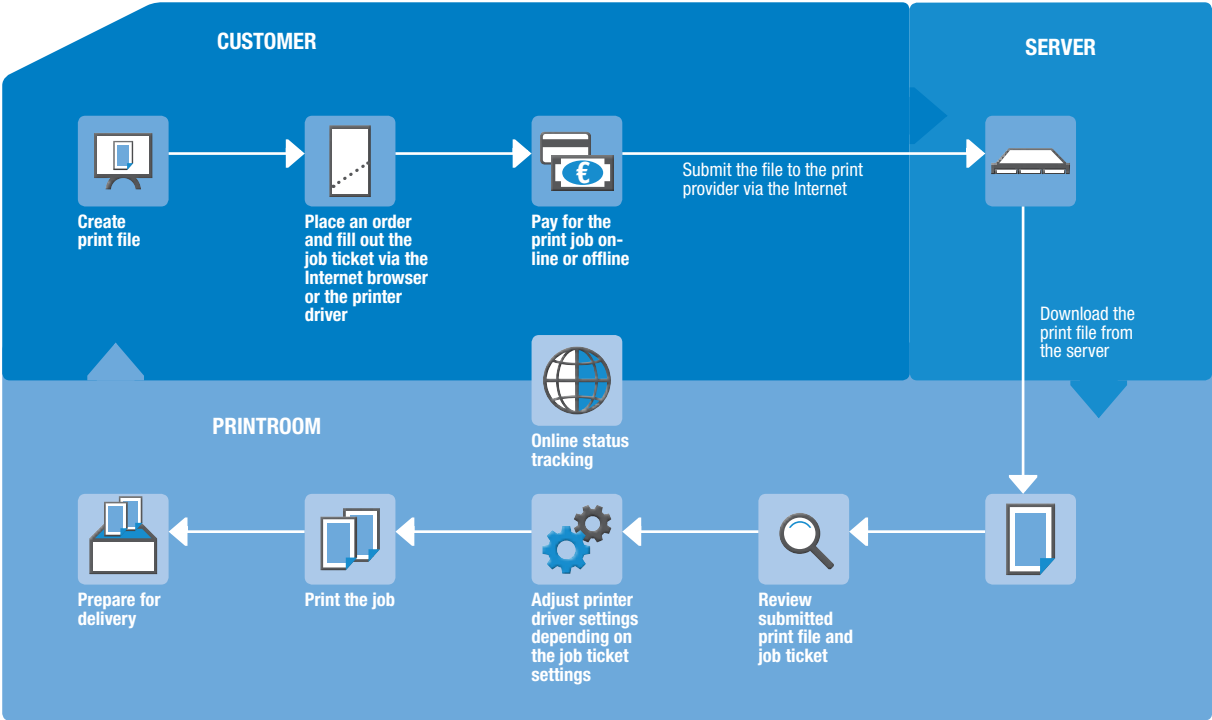 CUSTOMER
SERVER
Create
print file
Place an order
and fill out the
job ticket via the
Internet browser
or the printer
driver
€
Pay for the
print job on-
line or offline
Submit the file to the print
provider via the Internet
Download the
print file from
the server
PRINTROOM
Online status
tracking
Prepare for
delivery
Print the job
Adjust printer
driver settings
depending on
the job ticket
settings
Review
submitted
print file and
job ticket